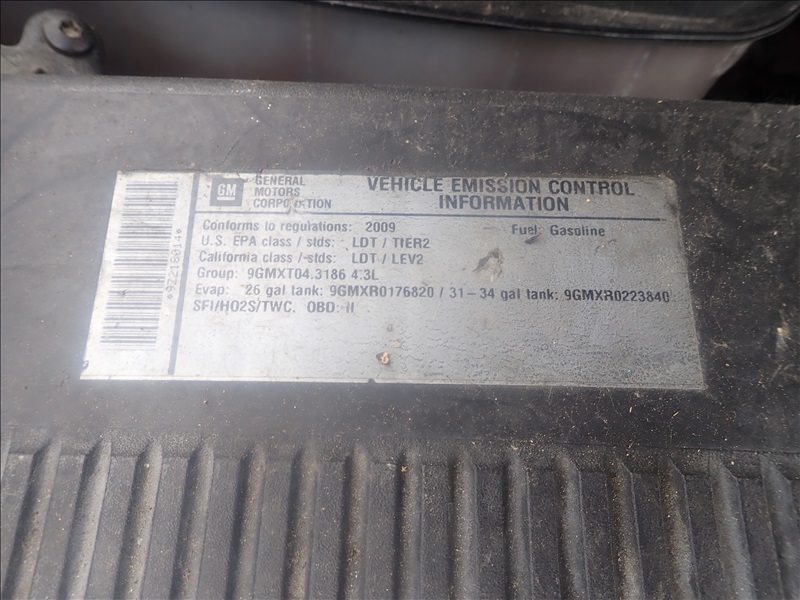 GM
GENERAL
MOTORS
CORPORATION
VEHICLE EMISSION CONTROL
INFORMATION
Conforms to regulations: 2009 Fuel: Gasoline
U.S. EPA class / stds: LDT / TIER2
California class / stds: LDT / LEV2
Group: 9GMXT04.3186 4.3L
Evap: 26 gal tank: 9GMXR0176820 / 31-34 gal tank: 9GMXR0223840
SFI/HO2S/TWC. OBD: II
*92218014*